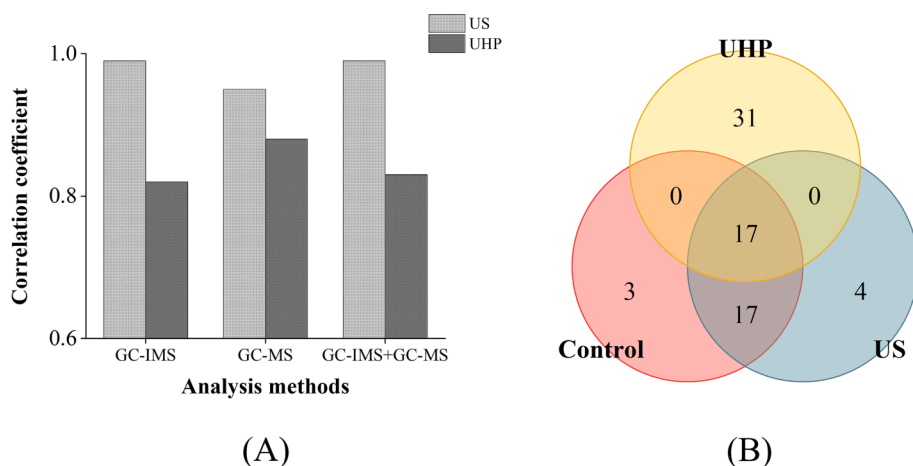 US
UHP
1.0
0.8
0.6
Correlation coefficient
GC-IMS GC-MS GC-IMS+GC-MS
Analysis methods
(A)
UHP
31
0 0
17
3 17 4
Control US
(B)